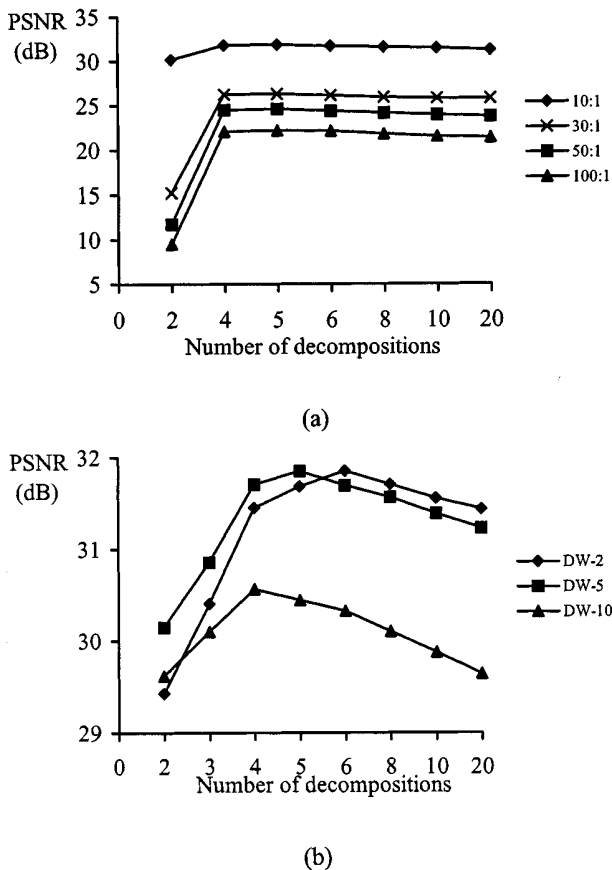 PSNR
(dB)
35
30
25
20
15
10
5
0 2 4 5 6 8 10 20
Number of decompositions
10:1
30:1
50:1
100:1
(a)
PSNR
(dB)
32
31
30
29
0 2 3 4 5 6 8 10 20
Number of decompositions
DW-2
DW-5
DW-10
(b)